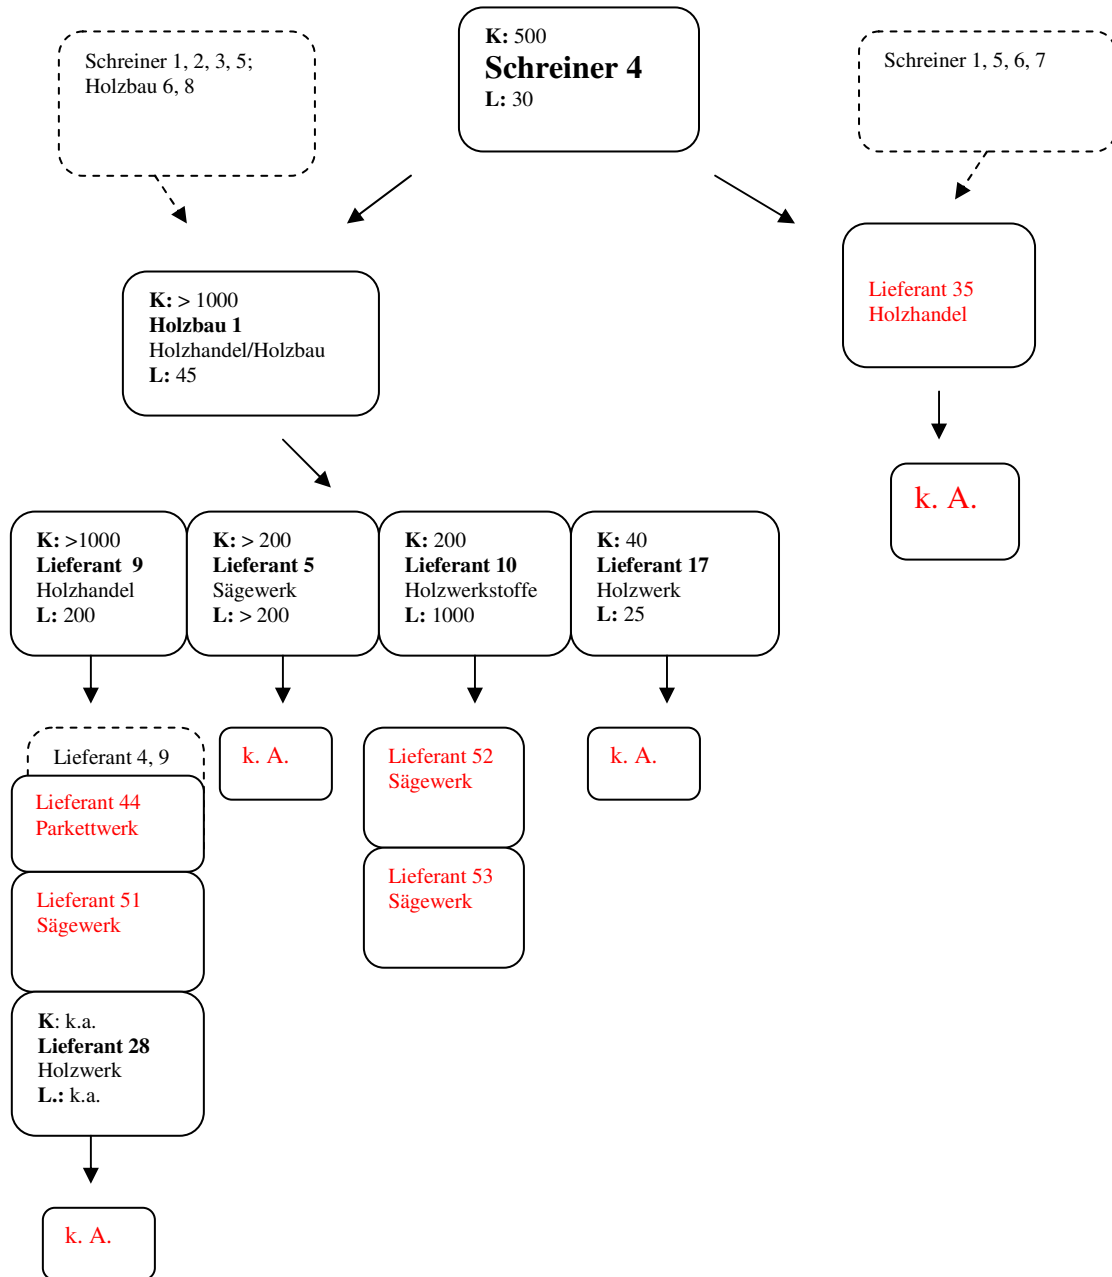 Schreiner 1, 2, 3, 5;
Holzbau 6, 8
K: 500
Schreiner 4
L: 30
Schreiner 1, 5, 6, 7
K: > 1000
Holzbau 1
Holzhandel/Holzbau
L: 45
Lieferant 35
Holzhandel
k. A.
K: >1000
Lieferant 9
Holzhandel
L: 200
K: > 200
Lieferant 5
Sägewerk
L: > 200
K: 200
Lieferant 10
Holzwerkstoffe
L: 1000
K: 40
Lieferant 17
Holzwerk
L: 25
Lieferant 4, 9
Lieferant 44
Parkettwerk
Lieferant 51
Sägewerk
K: k.a.
Lieferant 28
Holzwerk
L.: k.a.
k. A.
k. A.
Lieferant 52
Sägewerk
Lieferant 53
Sägewerk
k. A.